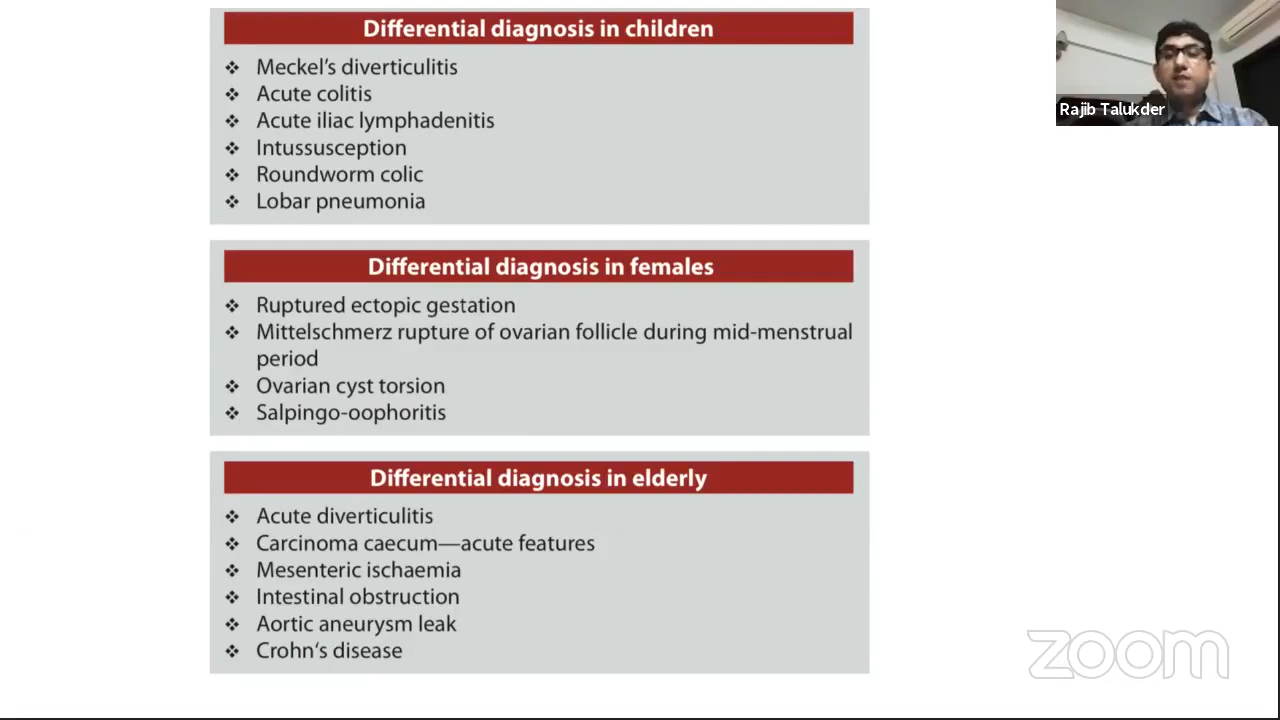 Differential diagnosis in children
❖ Meckel's diverticulitis
❖ Acute colitis
❖ Acute iliac lymphadenitis
❖ Intussusception
❖ Roundworm colic
❖ Lobar pneumonia
Rajib Talukder
Differential diagnosis in females
❖ Ruptured ectopic gestation
❖ Mittelschmerz rupture of ovarian follicle during mid-menstrual
period
❖ Ovarian cyst torsion
❖ Salpingo-oophoritis
Differential diagnosis in elderly
❖ Acute diverticulitis
❖ Carcinoma caecum—acute features
❖ Mesenteric ischaemia
❖ Intestinal obstruction
❖ Aortic aneurysm leak
❖ Crohn‘s disease
zoom